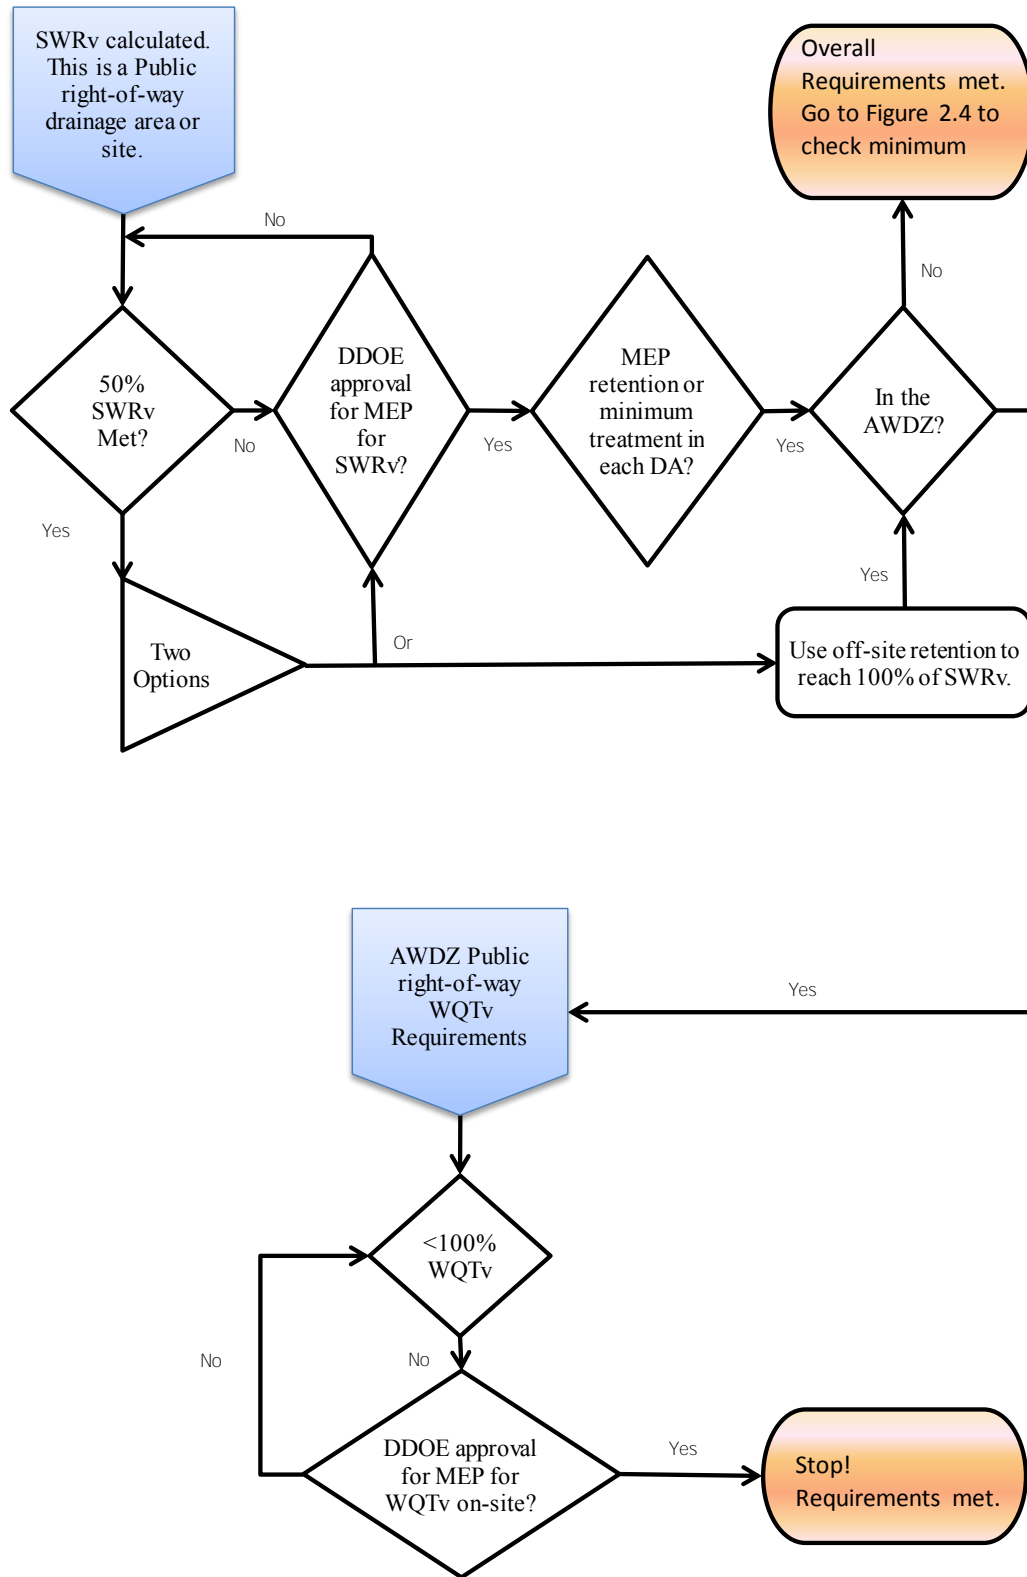 SWRv calculated.
This is a Public
right-of-way
drainage area or
site.
Overall
Requirements met.
Go to Figure 2.4 to
check minimum
No
No
50%
SWRv
Met?
No
DDOE
approval
for MEP
for
SWRv?
Yes
MEP
retention or
minimum
treatment in
each DA?
Yes
In the
AWDZ?
Yes
Yes
Two
Options
Or
Use off-site retention to
reach 100% of SWRv.
AWDZ Public
right-of-way
WQTv
Requirements
Yes
<100%
WQTv
No
No
DDOE approval
for MEP for
WQTv on-site?
Yes
Stop!
Requirements met.